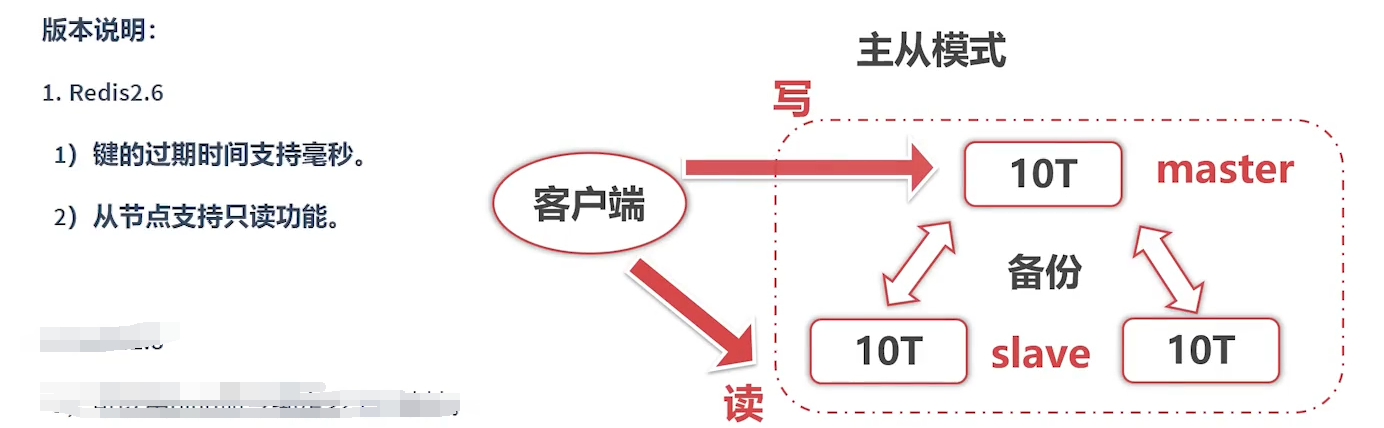 版本说明：
1. Redis2.6
1）键的过期时间支持毫秒。
2）从节点支持只读功能。
主从模式
写
10T
master
客户端
备份
10T
slave
10T
读